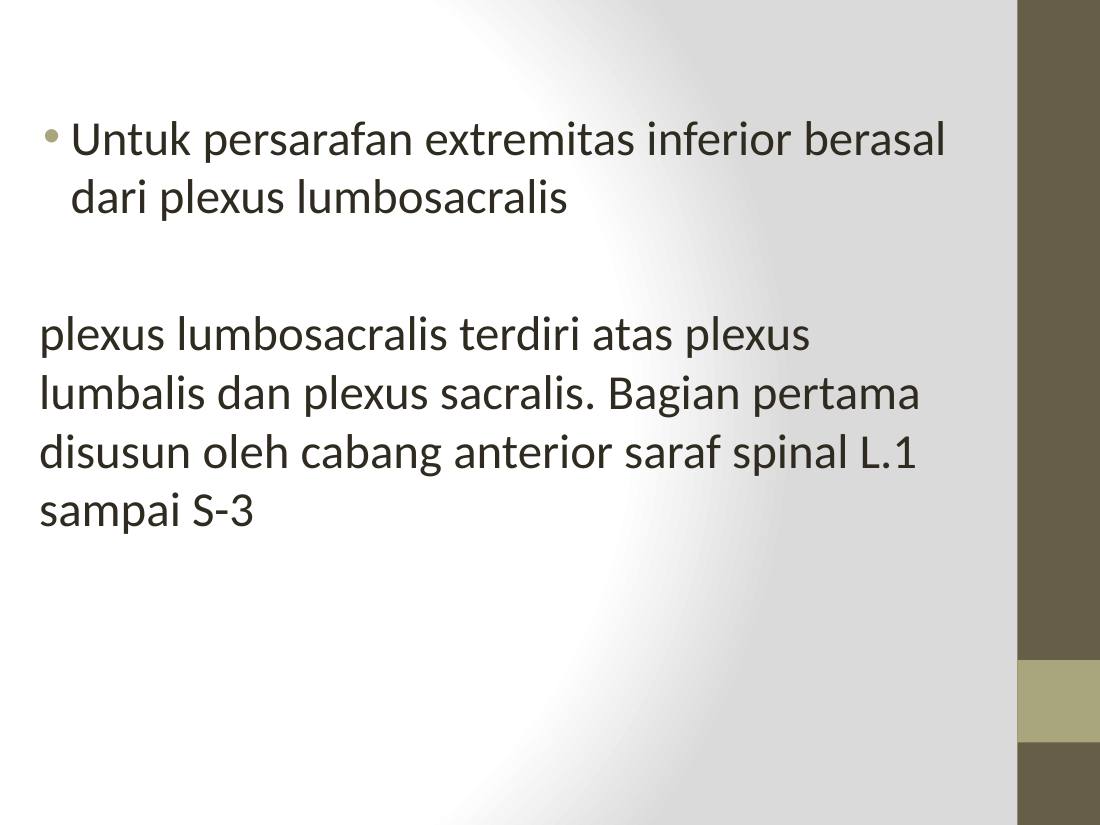 • Untuk persarafan extremitas inferior berasal
dari plexus lumbosacralis
plexus lumbosacralis terdiri atas plexus
lumbalis dan plexus sacralis. Bagian pertama
disusun oleh cabang anterior saraf spinal L.1
sampai S-3